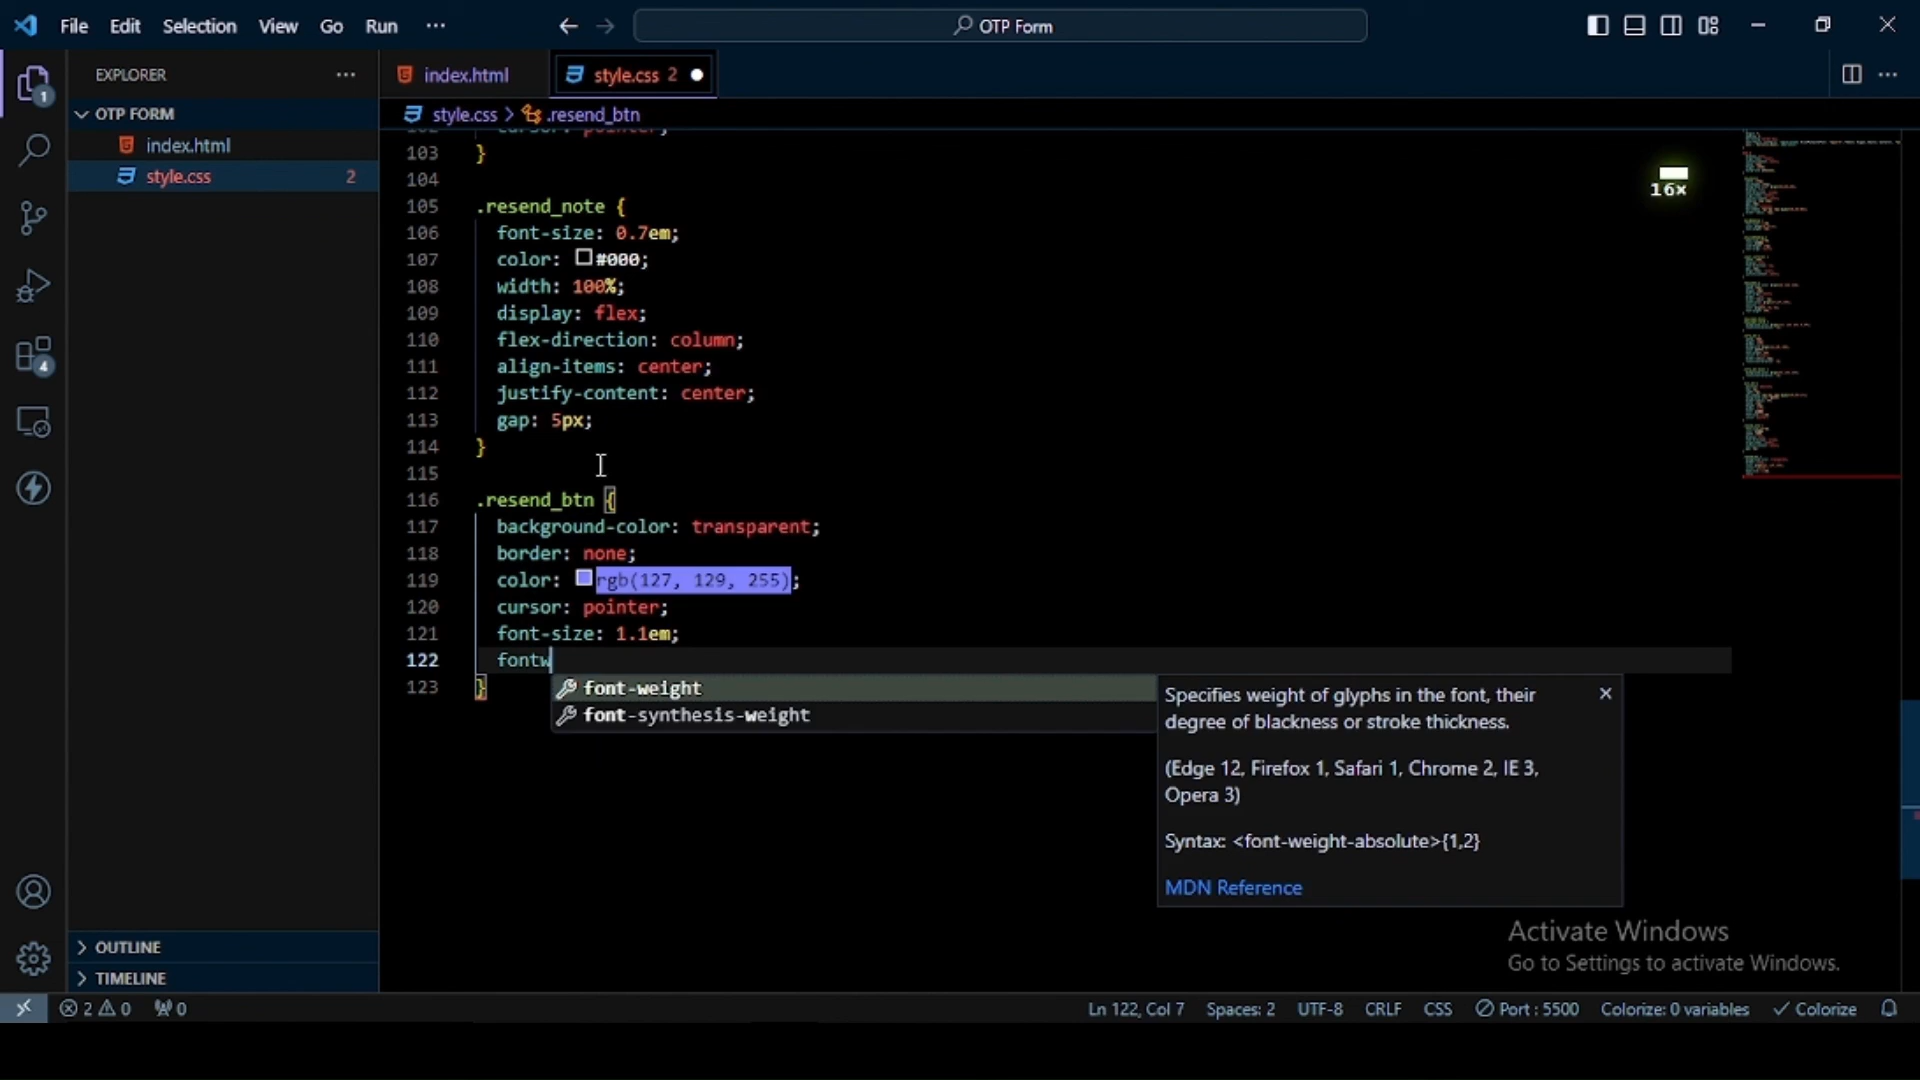 File Edit Selection View Go Run ··· OTP Form
EXPLORER ···
index.html style.css 2
OTP FORM
style.css > .resend_btn
index.html
style.css 2
1
4
16×
102 cursor: pointer;
103 }
104
105 .resend_note {
106 font-size: 0.7em;
107 color: #000;
108 width: 100%;
109 display: flex;
110 flex-direction: column;
111 align-items: center;
112 justify-content: center;
113 gap: 5px;
114 }
115
116 .resend_btn {
117 background-color: transparent;
118 border: none;
119 color: rgb(127, 129, 255);
120 cursor: pointer;
121 font-size: 1.1em;
122 fontw
123 }
font-weight
font-synthesis-weight
Specifies weight of glyphs in the font, their
degree of blackness or stroke thickness.
(Edge 12, Firefox 1, Safari 1, Chrome 2, IE 3,
Opera 3)
Syntax: <font-weight-absolute>{1,2}
MDN Reference
Activate Windows
Go to Settings to activate Windows.
OUTLINE
TIMELINE
2 0 0 Ln 122, Col 7 Spaces: 2 UTF-8 CRLF CSS Port : 5500 Colorize: 0 variables Colorize